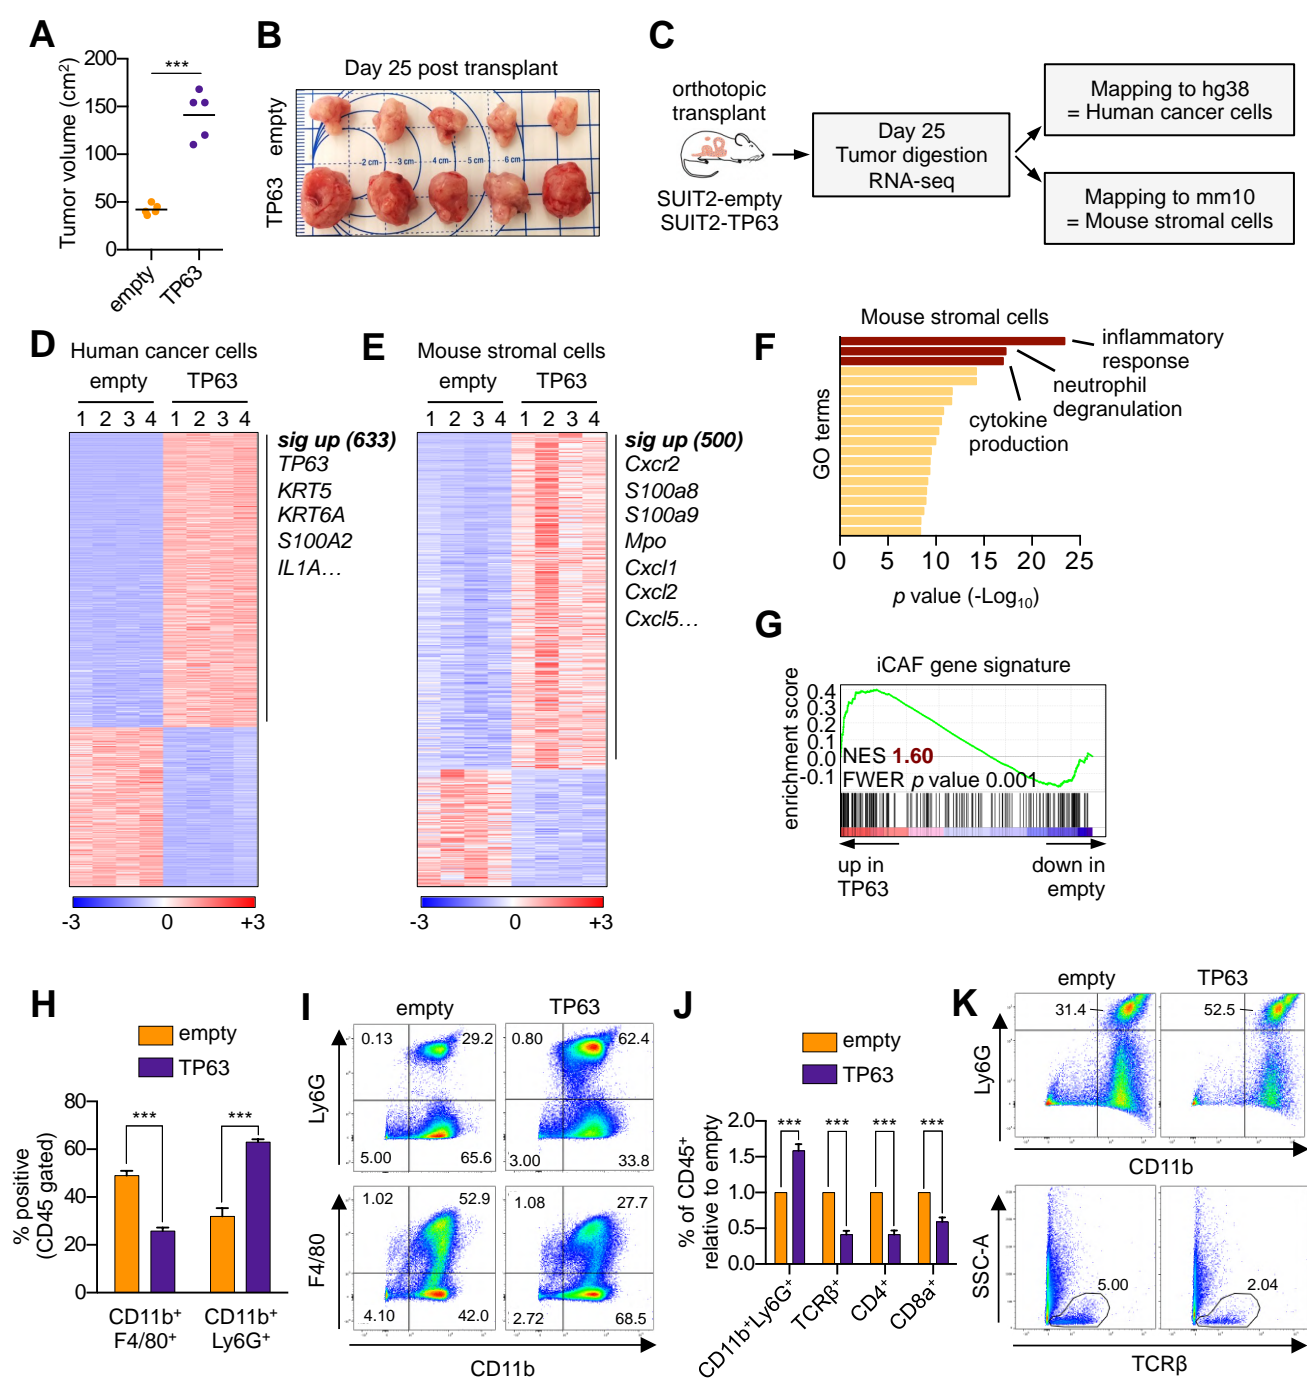 A
Tumor volume (cm2)
200
150
100
50
0
***
empty
TP63
B
Day 25 post transplant
empty
TP63
2 cm
3 cm
4 cm
5 cm
6 cm
C
orthotopic
transplant
SUIT2-empty
SUIT2-TP63
Day 25
Tumor digestion
RNA-seq
Mapping to hg38
= Human cancer cells
Mapping to mm10
= Mouse stromal cells
D
Human cancer cells
empty
TP63
1 2 3 4 1 2 3 4
sig up (633)
TP63
KRT5
KRT6A
S100A2
IL1A…
-3
0
+3
E
Mouse stromal cells
empty
TP63
1 2 3 4 1 2 3 4
sig up (500)
Cxcr2
S100a8
S100a9
Mpo
Cxcl1
Cxcl2
Cxcl5…
-3
0
+3
F
Mouse stromal cells
GO terms
inflammatory
response
neutrophil
degranulation
cytokine
production
0 5 10 15 20 25
p value (-Log10)
G
iCAF gene signature
enrichment score
0.4
0.3
0.2
0.1
0.0
-0.1
NES 1.60
FWER p value 0.001
up in
TP63
down in
empty
H
empty
TP63
% positive
(CD45 gated)
80
60
40
20
0
***
***
CD11b+
F4/80+
CD11b+
Ly6G+
I
empty
TP63
Ly6G
0.13
29.2
5.00
65.6
0.80
62.4
3.00
33.8
F4/80
1.02
52.9
4.10
42.0
1.08
27.7
2.72
68.5
CD11b
J
empty
TP63
% of CD45+
relative to empty
2.0
1.5
1.0
0.5
0.0
***
***
***
***
CD11b+Ly6G+
TCRβ+
CD4+
CD8a+
K
empty
TP63
Ly6G
31.4
52.5
CD11b
SSC-A
5.00
2.04
TCRβ